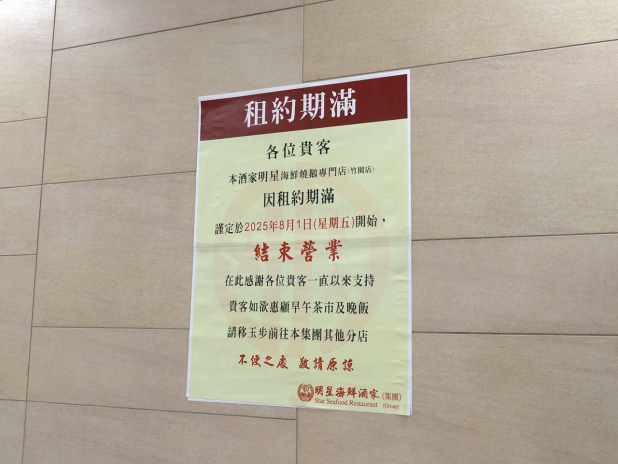 租約期滿
各位貴客
本酒家明星海鮮燒鵝專門店(竹園店)
因租約期滿
謹定於2025年8月1日(星期五)開始，
結束營業
在此感謝各位貴客一直以來支持
貴客如欲惠顧早午茶市及晚飯
請移玉步前往本集團其他分店
不便之處 敬請原諒
明星海鮮酒家(集團)
Star Seafood Restaurant (Group)